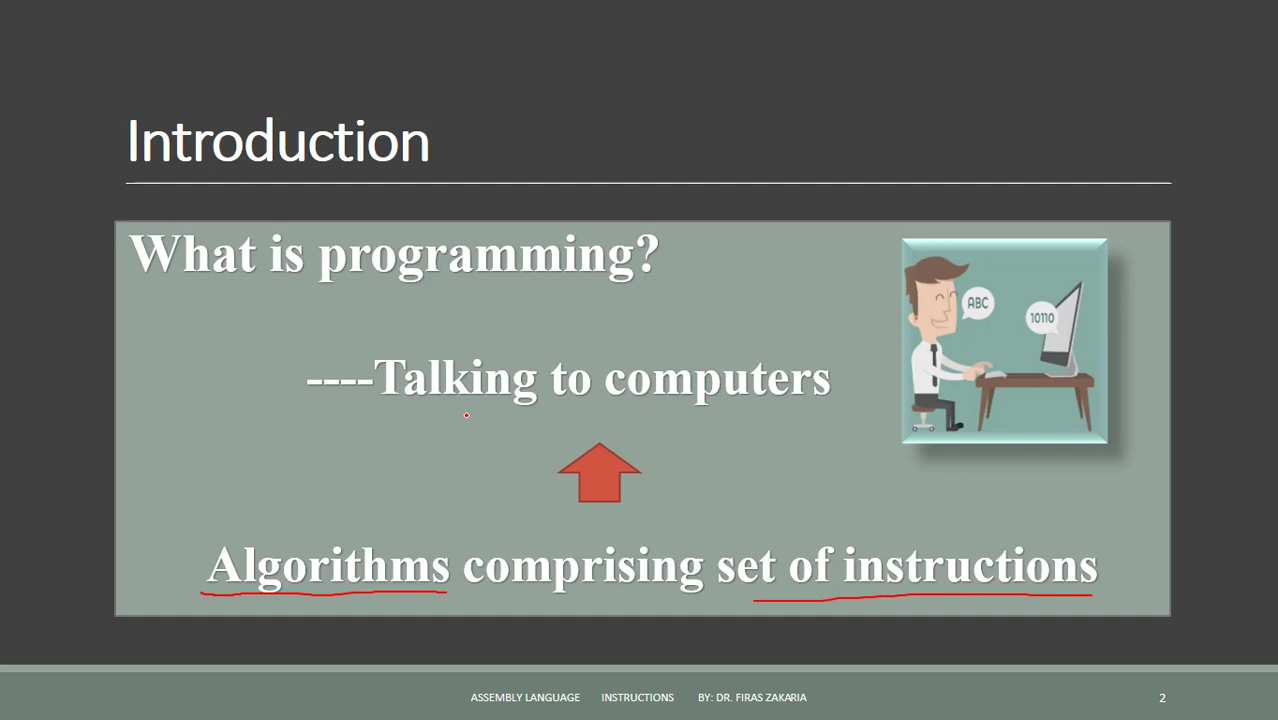 Introduction
What is programming?
ABC
10110
----Talking to computers
Algorithms comprising set of instructions
ASSEMBLY LANGUAGE INSTRUCTIONS BY: DR. FIRAS ZAKARIA 2